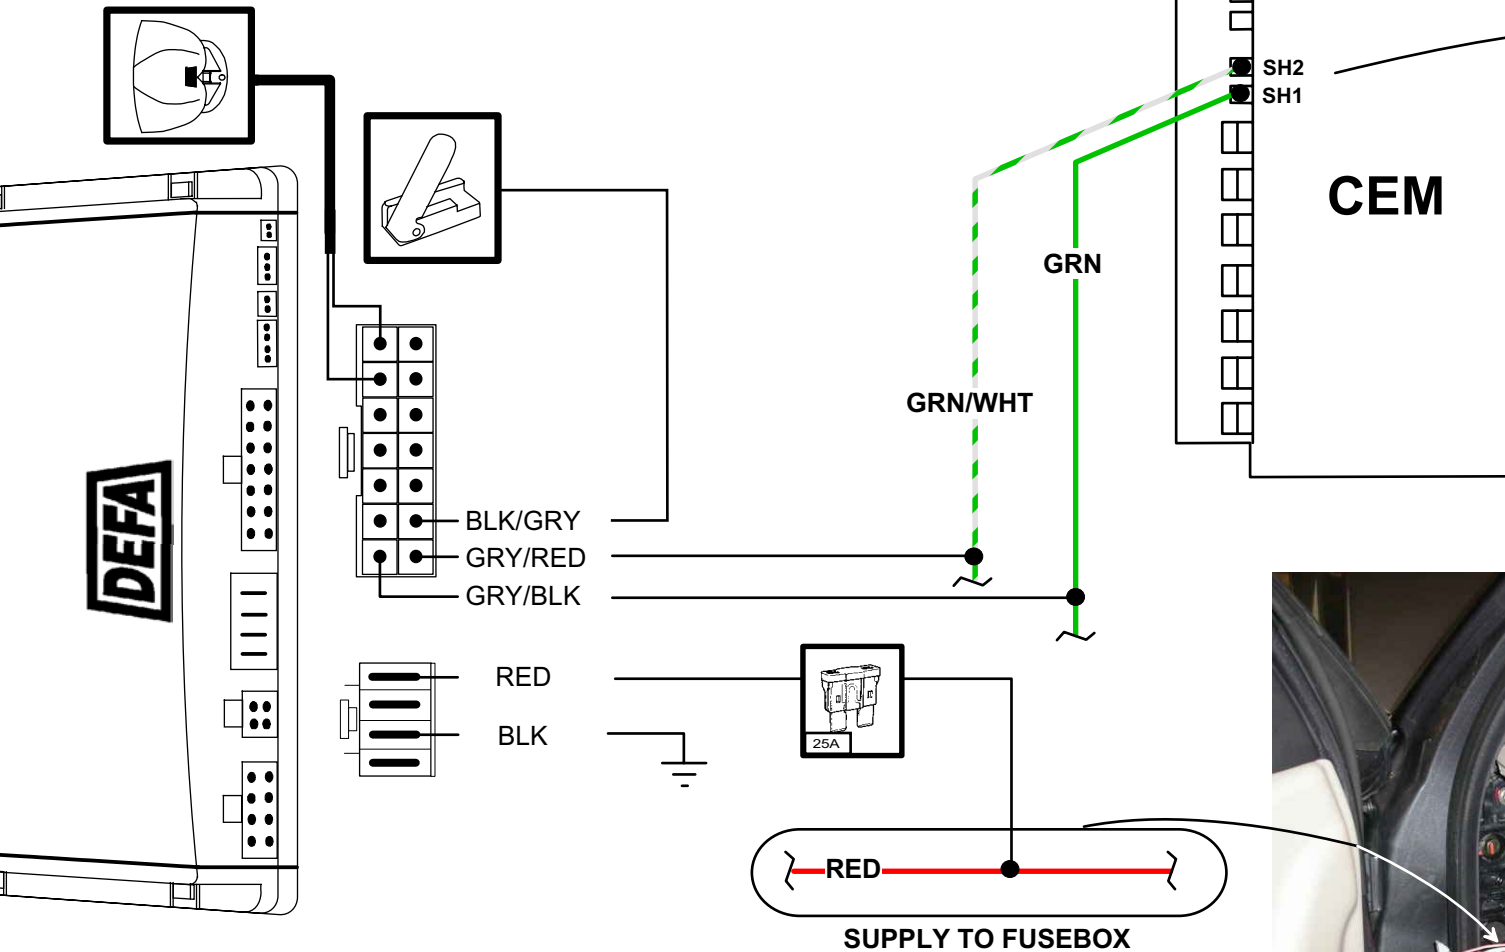 SH2
SH1
CEM
GRN
GRN/WHT
DEFA
BLK/GRY
GRY/RED
GRY/BLK
RED
BLK
25A
RED
SUPPLY TO FUSEBOX